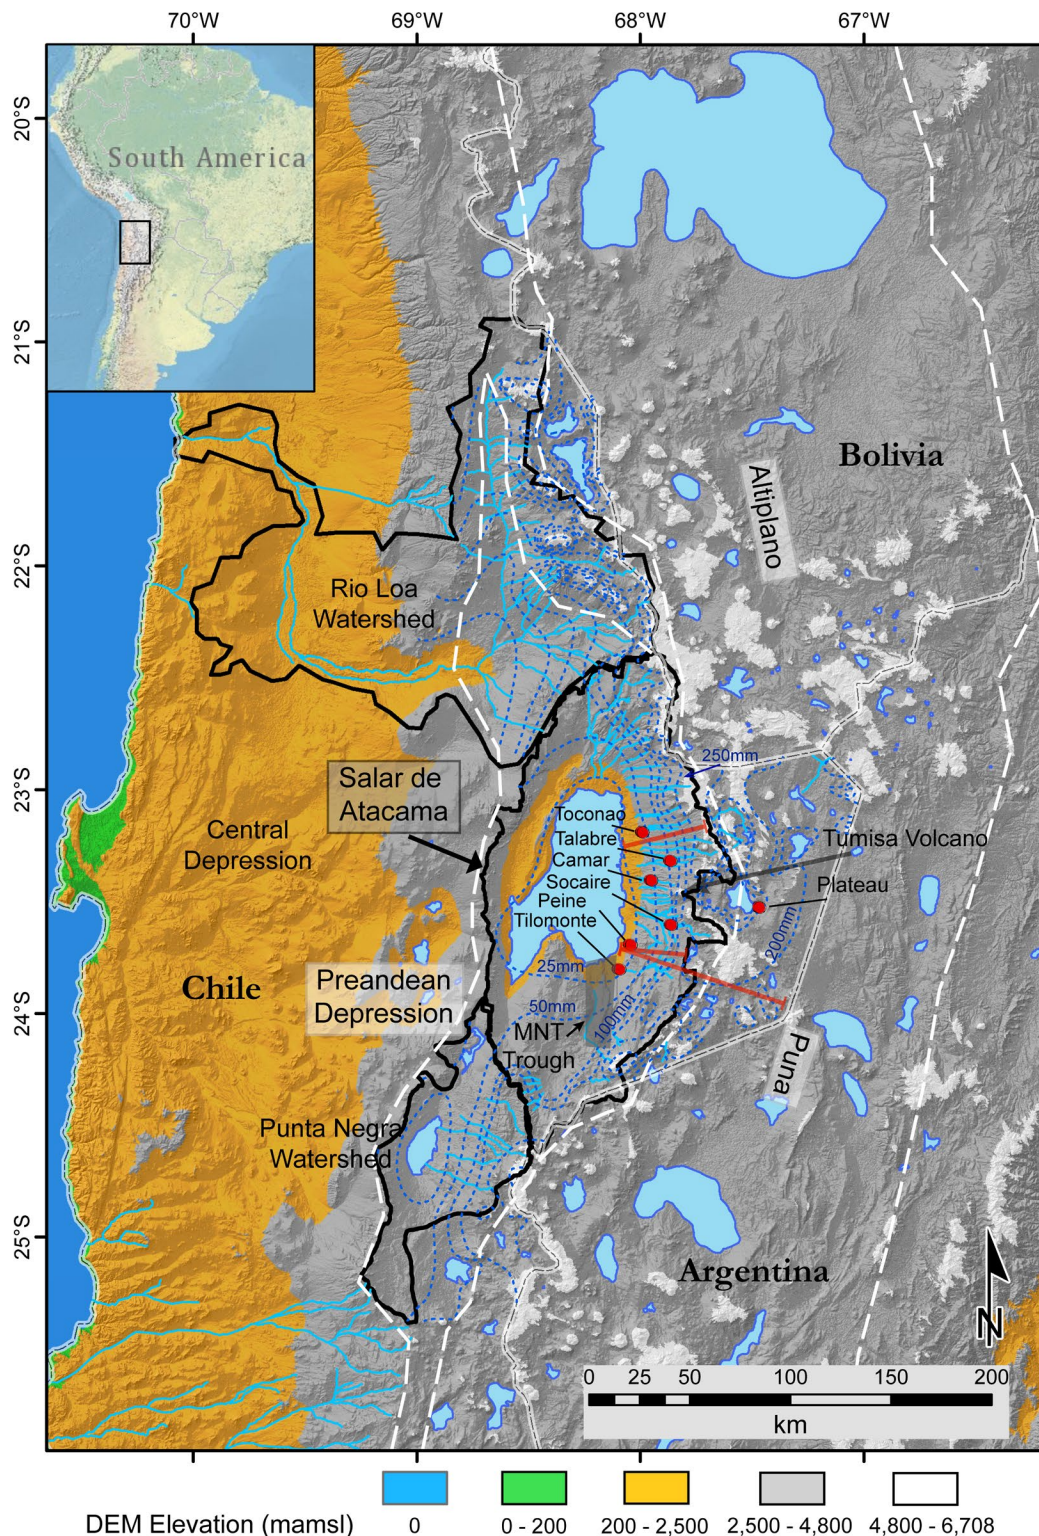 70°W
69°W
68°W
67°W
20°S
21°S
22°S
23°S
24°S
25°S
South America
Bolivia
Altiplano
Rio Loa
Watershed
250mm
Salar de
Atacama
Central
Depression
Toconao
Talabre
Camar
Socaire
Peine
Tilomonte
Tumisa Volcano
Plateau
200mm
25mm
50mm
100mm
Chile
Preandean
Depression
MNT
Trough
Puna
Punta Negra
Watershed
Argentina
N
0 25 50 100 150 200
km
DEM Elevation (mamsl)
0
0 - 200
200 - 2,500
2,500 - 4,800
4,800 - 6,708